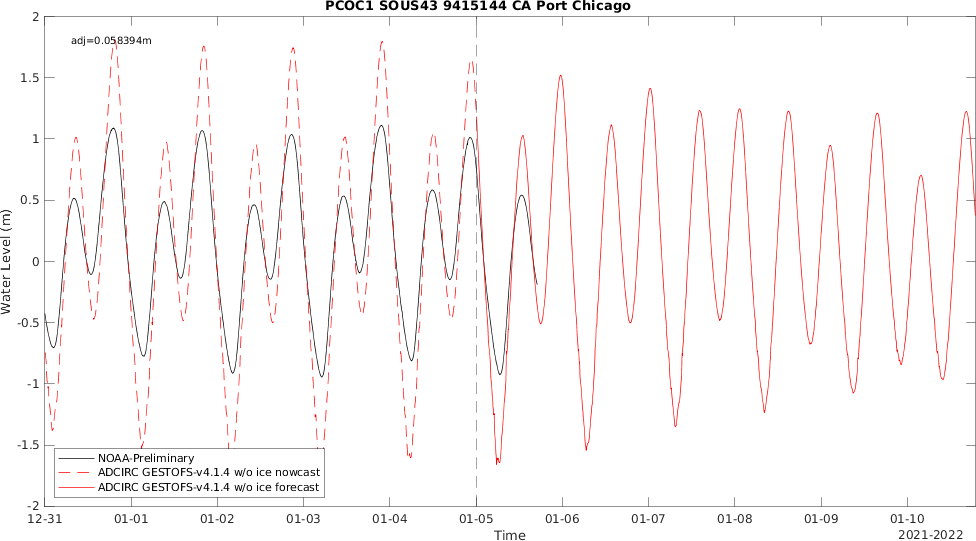 PCOC1 SOUS43 9415144 CA Port Chicago
adj=0.058394m
2
1.5
1
0.5
0
-0.5
-1
-1.5
-2
Water Level (m)
NOAA-Preliminary
ADCIRC GESTOFS-v4.1.4 w/o ice nowcast
ADCIRC GESTOFS-v4.1.4 w/o ice forecast
12-31 01-01 01-02 01-03 01-04 01-05 01-06 01-07 01-08 01-09 01-10
Time
2021-2022